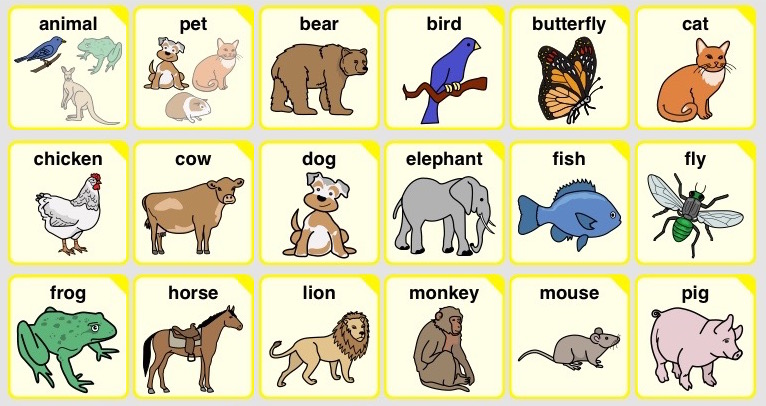 animal
pet
bear
bird
butterfly
cat
chicken
cow
dog
elephant
fish
fly
frog
horse
lion
monkey
mouse
pig